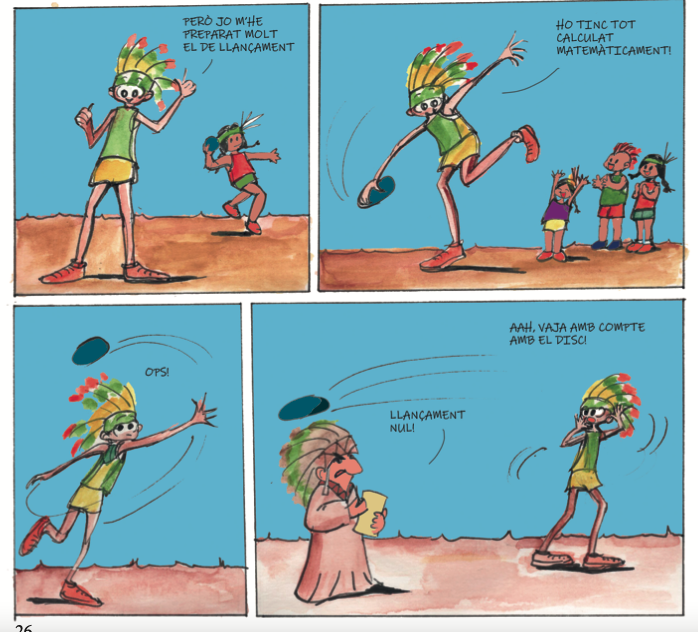 PERÒ JO M'HE
PREPARAT MOLT
EL DE LLANÇAMENT
HO TINC TOT
CALCULAT
MATEMÀTICAMENT!
OPS!
AAH, VAJA AMB COMPTE
AMB EL DISC!
LLANÇAMENT
NUL!
26